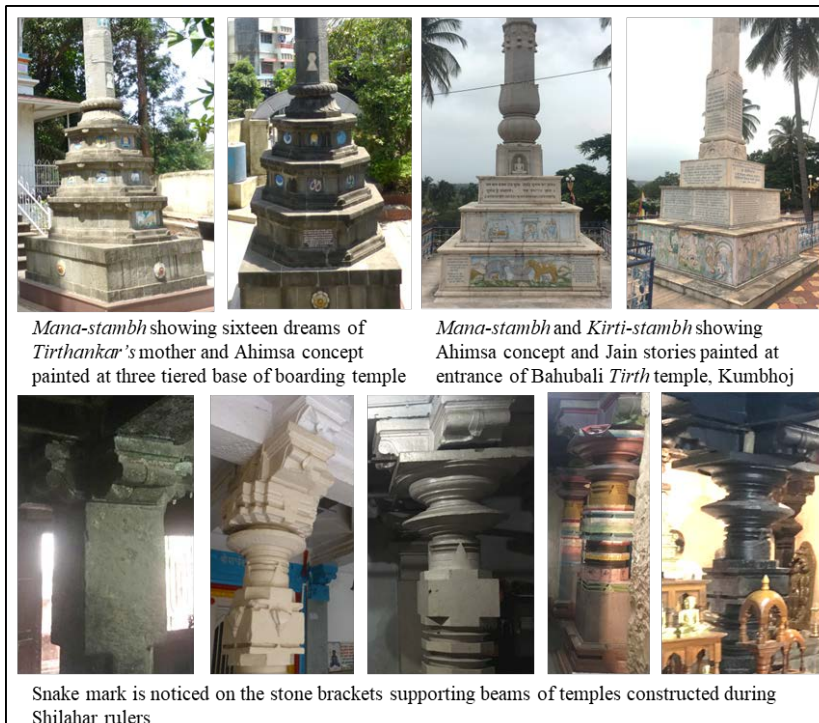 Mana-stambh showing sixteen dreams of
Tirthankar's mother and Ahimsa concept
painted at three tiered base of boarding temple
Mana-stambh and Kirti-stambh showing
Ahimsa concept and Jain stories painted at
entrance of Bahubali Tirth temple, Kumbhoj
Snake mark is noticed on the stone brackets supporting beams of temples constructed during
Shilahar rulers